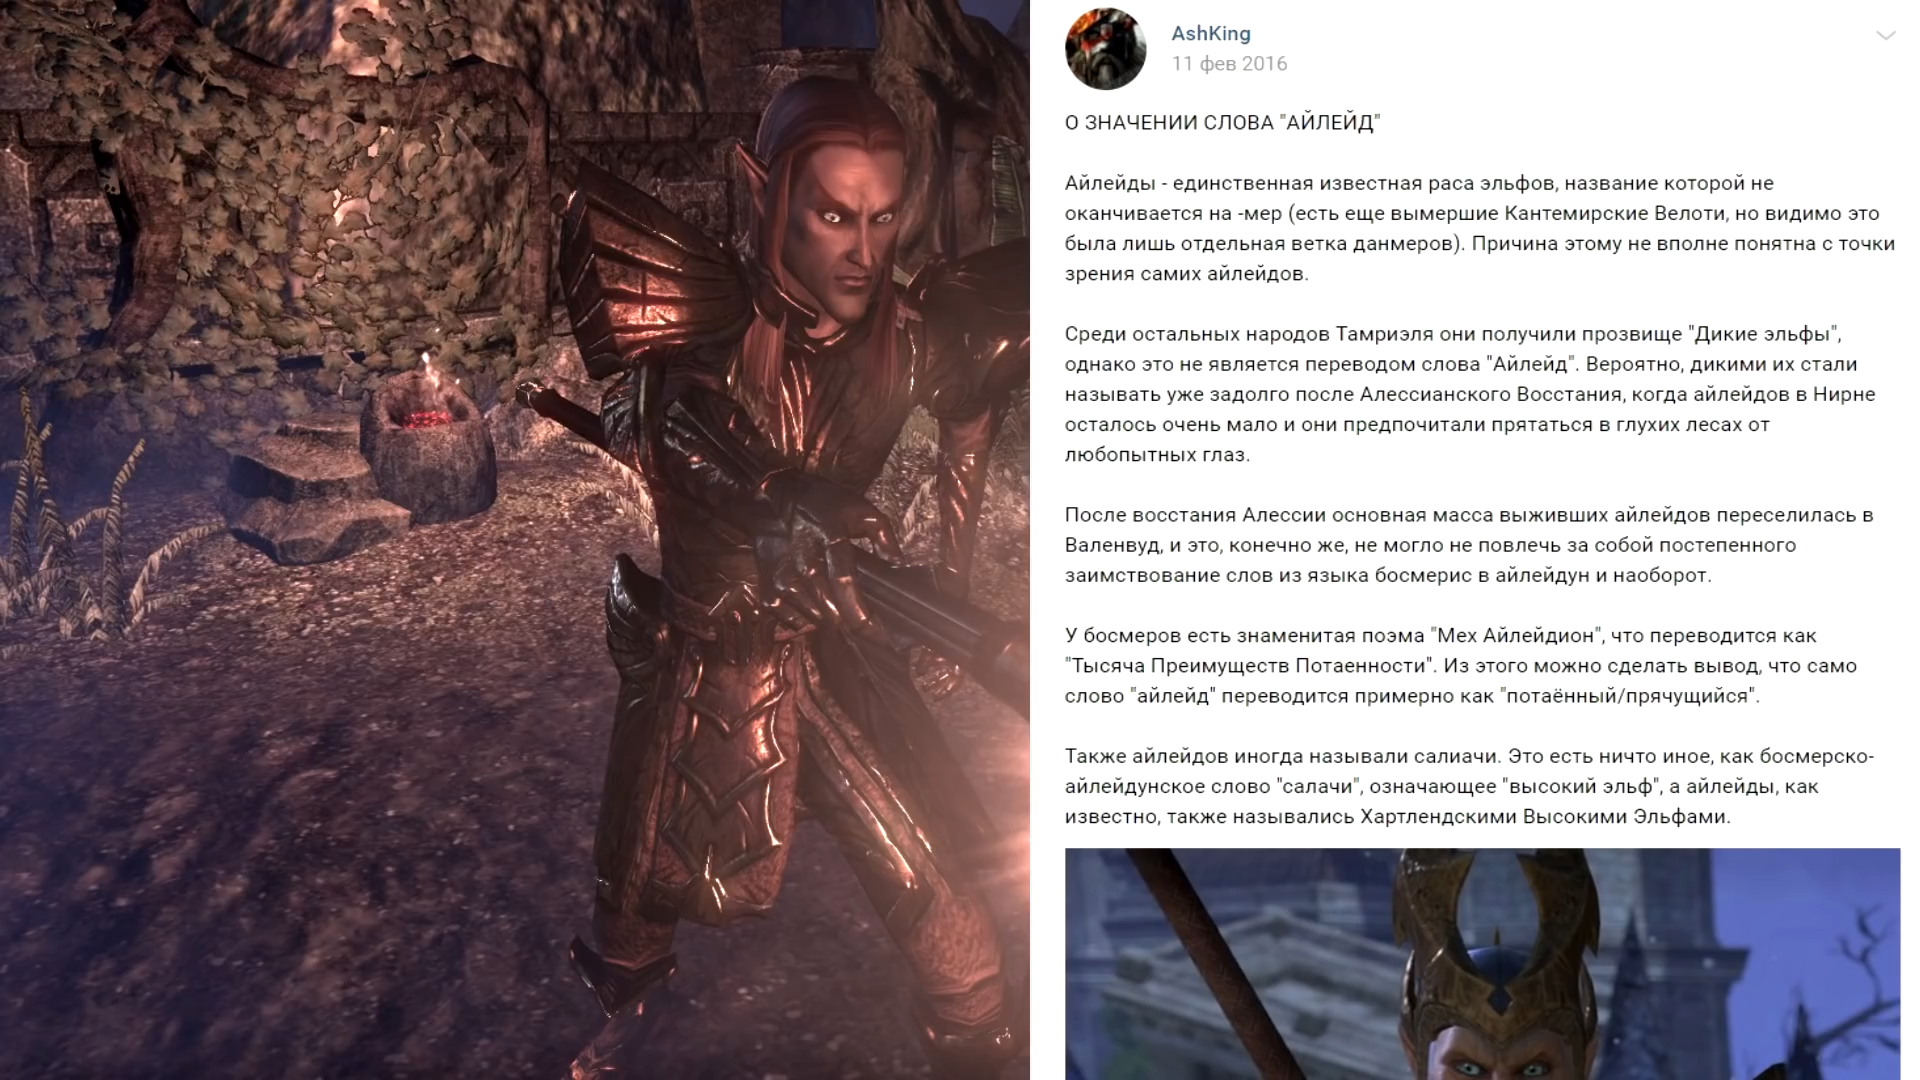 AshKing
11 фев 2016
О ЗНАЧЕНИИ СЛОВА "АЙЛЕЙД"
Айлейды - единственная известная раса эльфов, название которой не
оканчивается на -мер (есть еще вымершие Кантемирские Велоти, но видимо это
была лишь отдельная ветка данмеров). Причина этому не вполне понятна с точки
зрения самих айлейдов.
Среди остальных народов Тамриэля они получили прозвище "Дикие эльфы",
однако это не является переводом слова "Айлейд". Вероятно, дикими их стали
называть уже задолго после Алессианского Восстания, когда айлейдов в Нирне
осталось очень мало и они предпочитали прятаться в глухих лесах от
любопытных глаз.
После восстания Алессии основная масса выживших айлейдов переселилась в
Валенвуд, и это, конечно же, не могло не повлечь за собой постепенного
заимствование слов из языка босмерис в айлейдун и наоборот.
У босмеров есть знаменитая поэма "Мех Айлейдион", что переводится как
"Тысяча Преимуществ Потаенности". Из этого можно сделать вывод, что само
слово "айлейд" переводится примерно как "потаённый/прячущийся".
Также айлейдов иногда называли салиачи. Это есть ничто иное, как босмерско-
айлейдунское слово "салачи", означающее "высокий эльф", а айлейды, как
известно, также назывались Хартлендскими Высокими Эльфами.